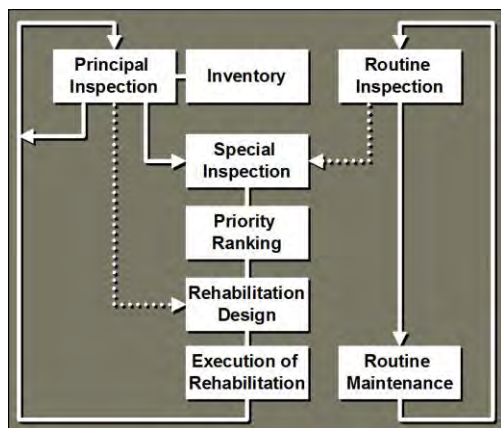 Principal
Inspection
Inventory
Routine
Inspection
Special
Inspection
Priority
Ranking
Rehabilitation
Design
Execution of
Rehabilitation
Routine
Maintenance